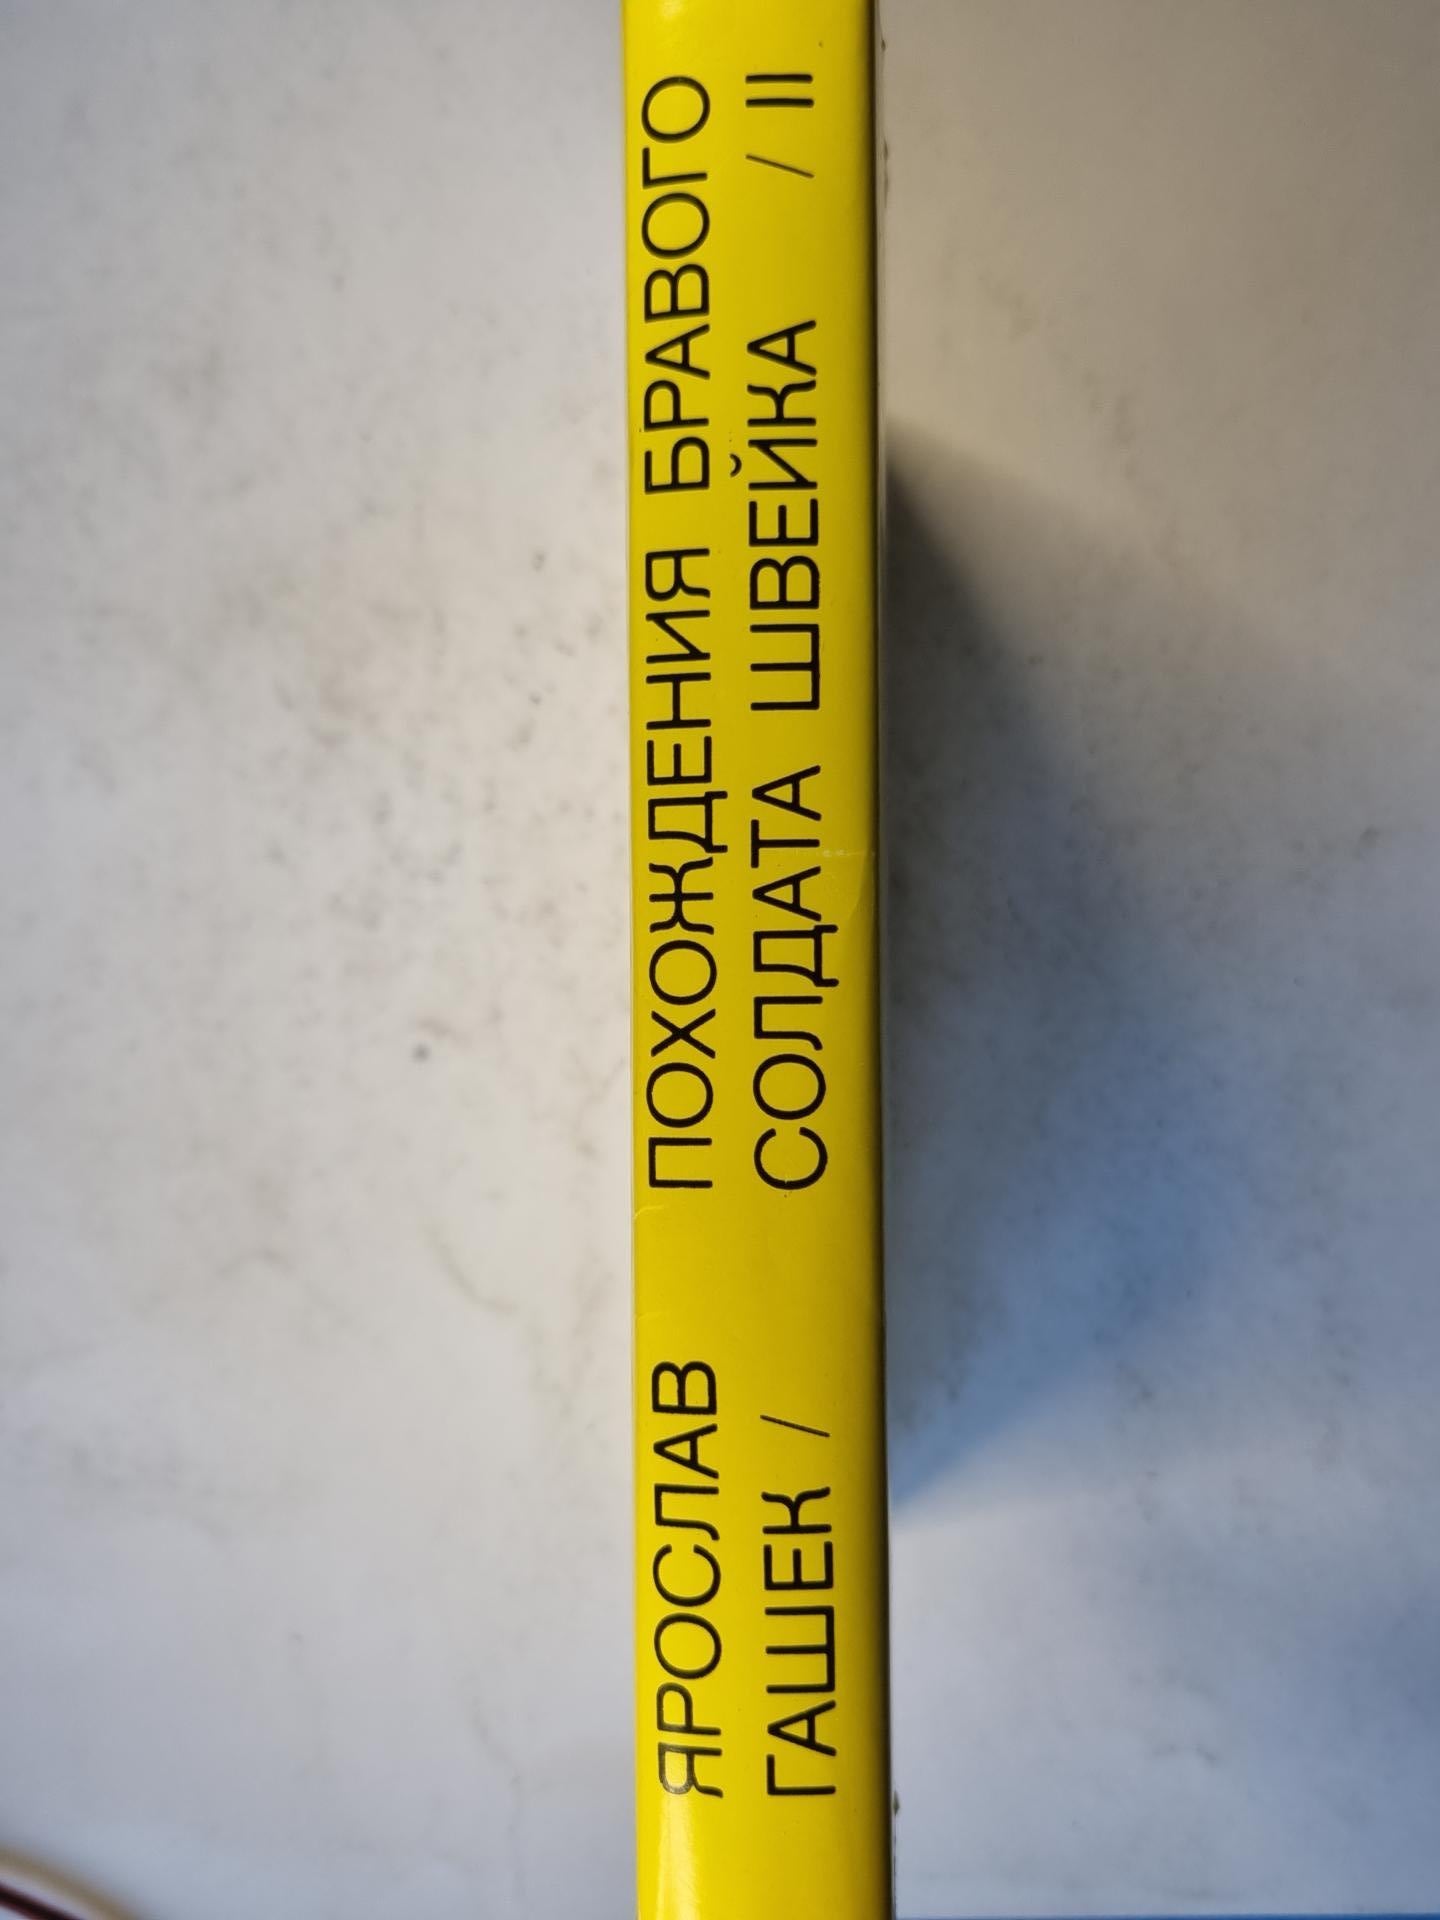 ЯРОСЛАВ ПОХОЖДЕНИЯ БРАВОГО
ГАШЕК / СОЛДАТА ШВЕЙКА / II